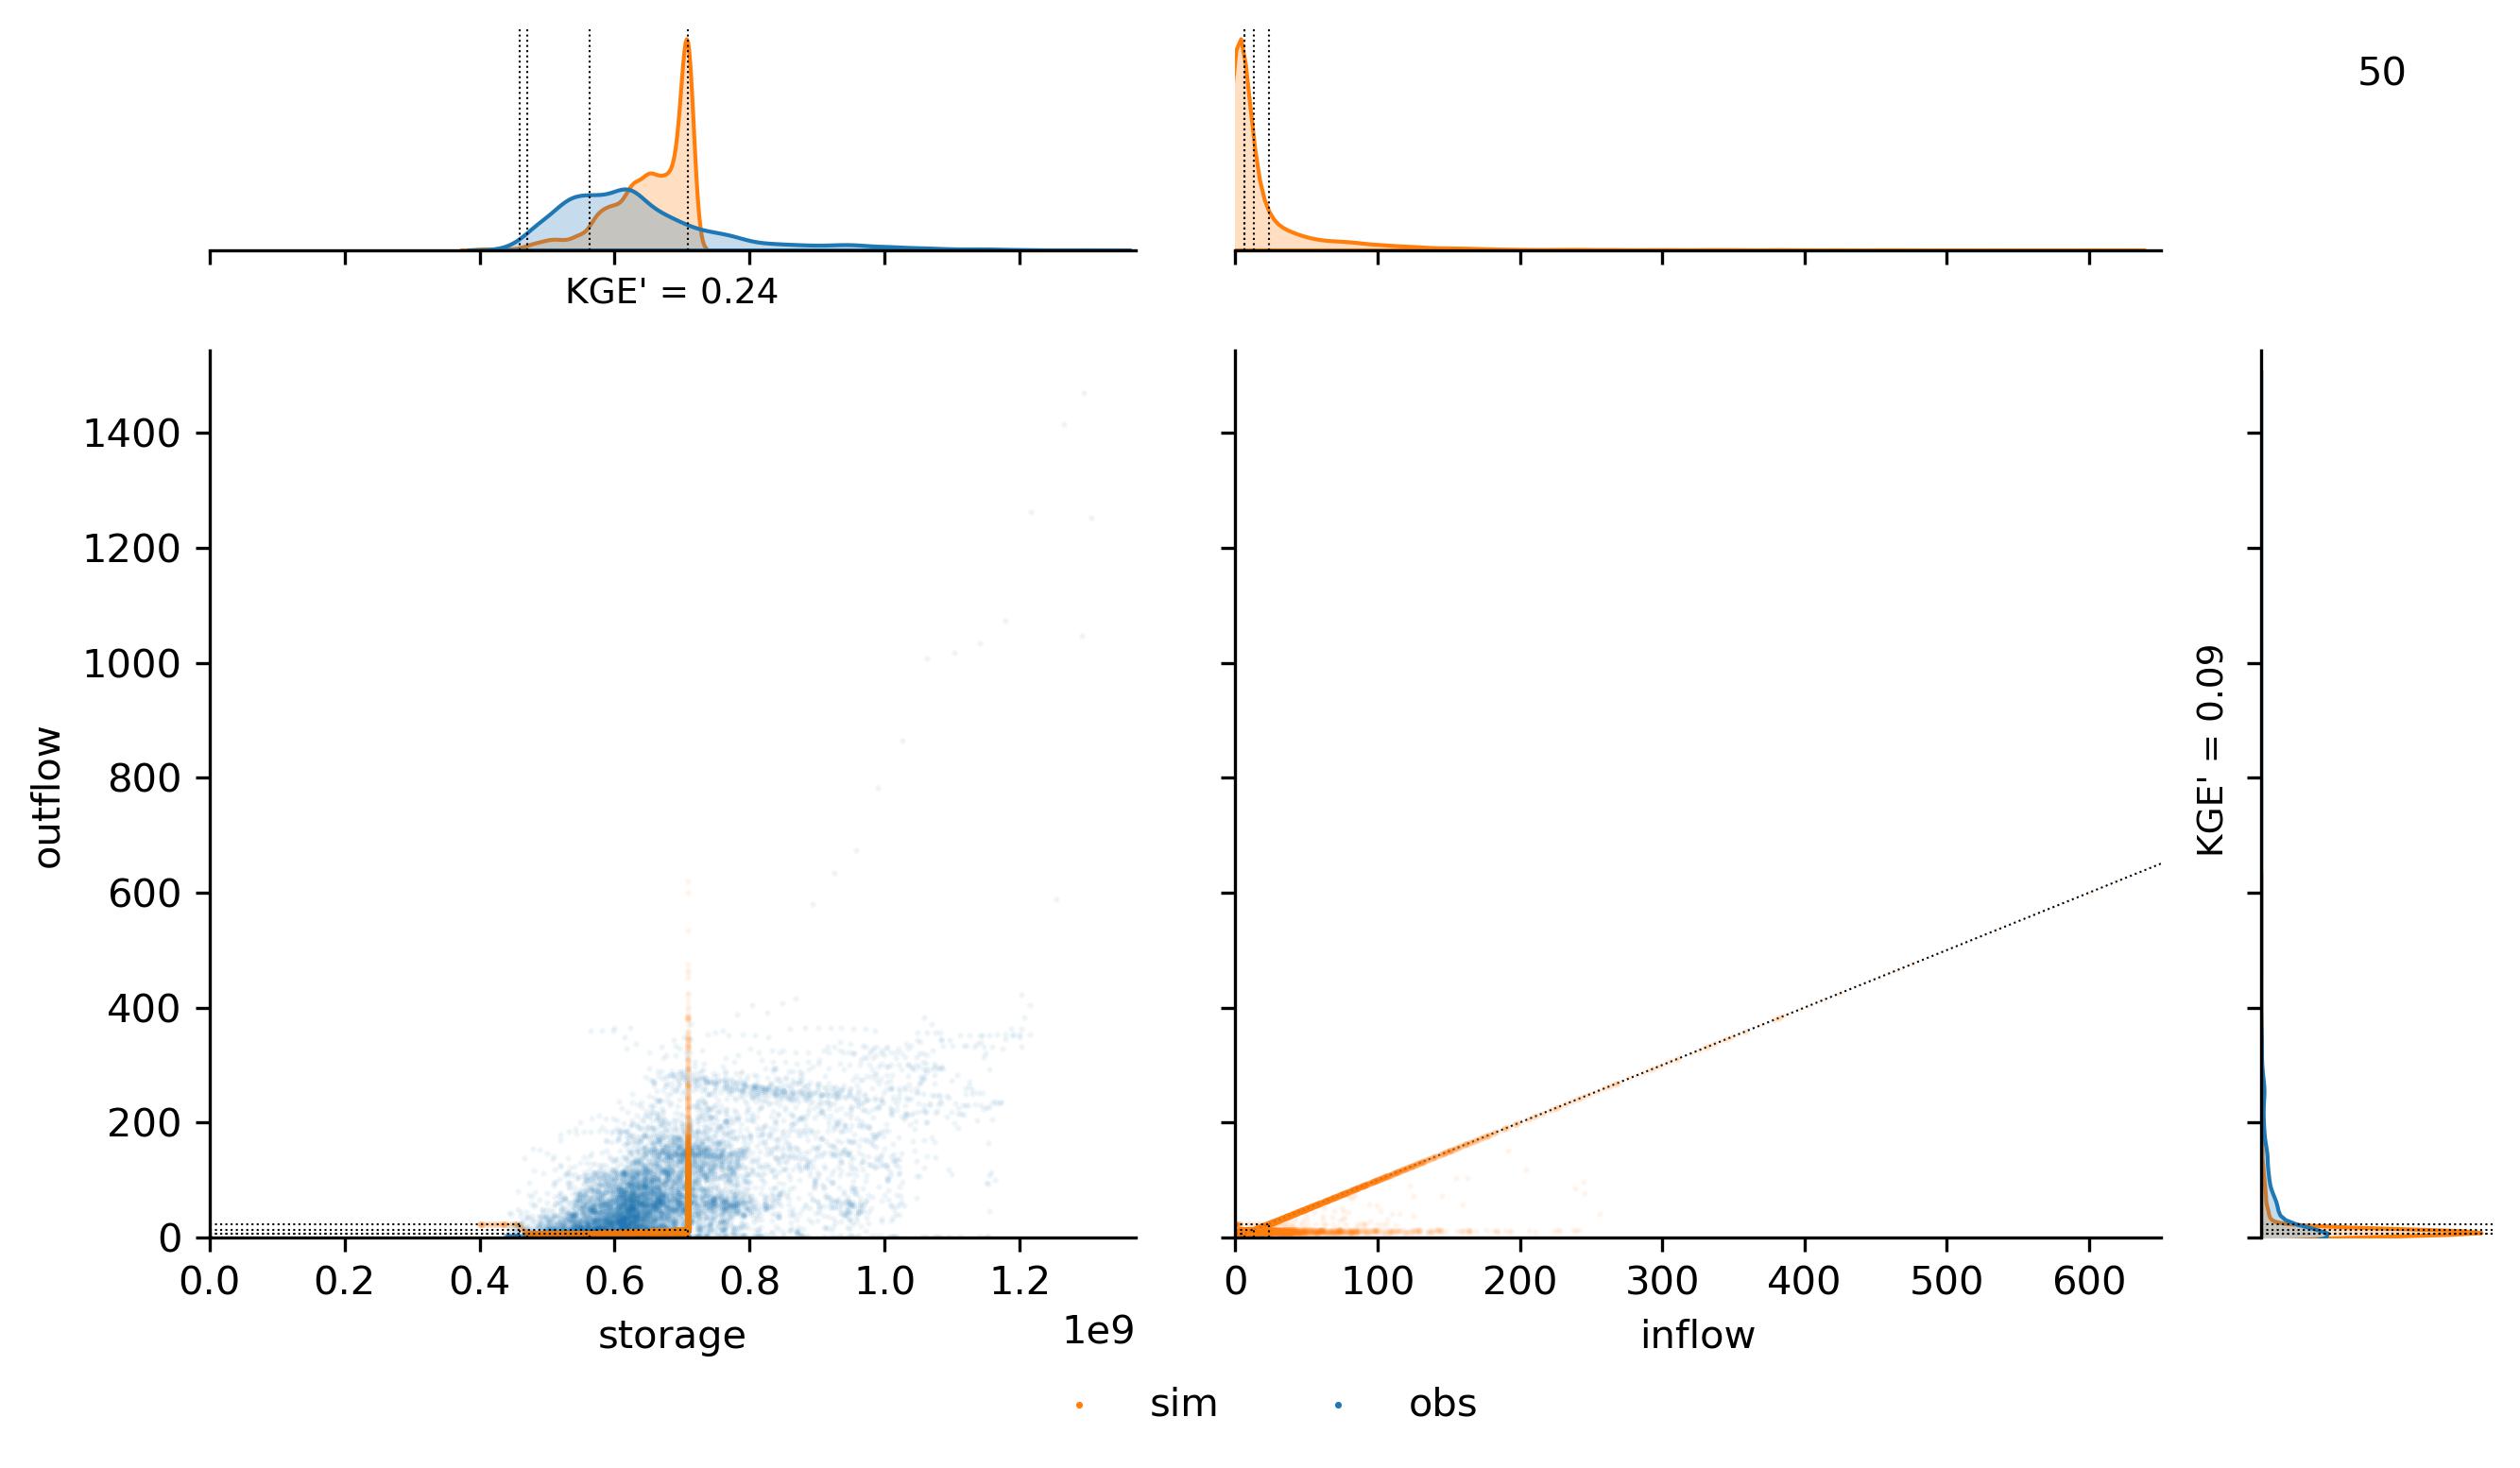 50
KGE' = 0.24
outflow
1400
1200
1000
800
600
400
200
0
KGE' = 0.09
0.0 0.2 0.4 0.6 0.8 1.0 1.2
1e9
storage
0 100 200 300 400 500 600
inflow
sim obs